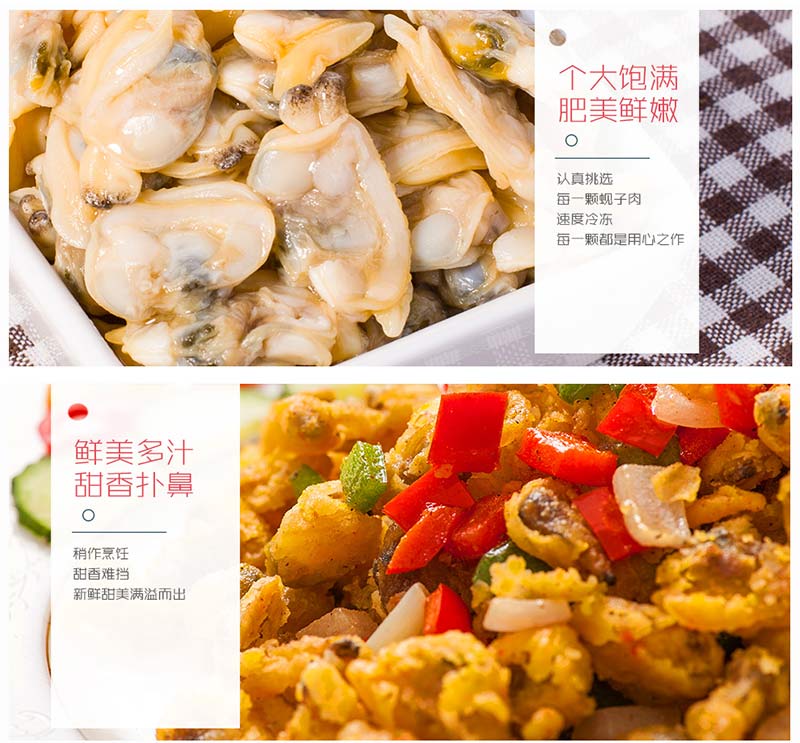 个大饱满
肥美鲜嫩
认真挑选
每一颗蚬子肉
速度冷冻
每一颗都是用心之作
鲜美多汁
甜香扑鼻
稍作烹饪
甜香难挡
新鲜甜美满溢而出